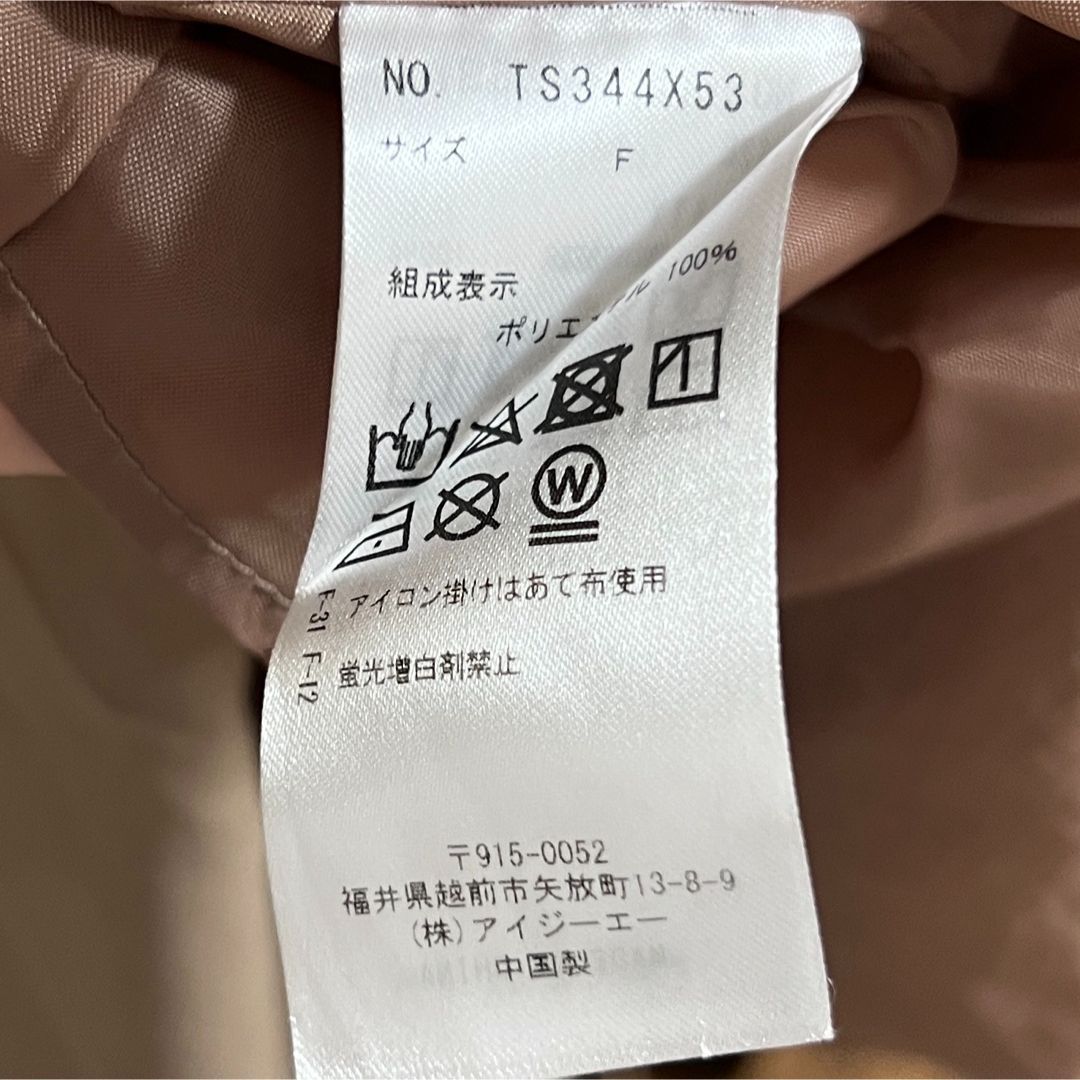 NO. TS344X53
サイズ F
組成表示
ポリエ ル 100%
W
F-31 アイロン掛けはあて布使用
F-12 蛍光増白剤禁止
〒915-0052
福井県越前市矢放町13-8-9
(株)アイジーエー
中国製